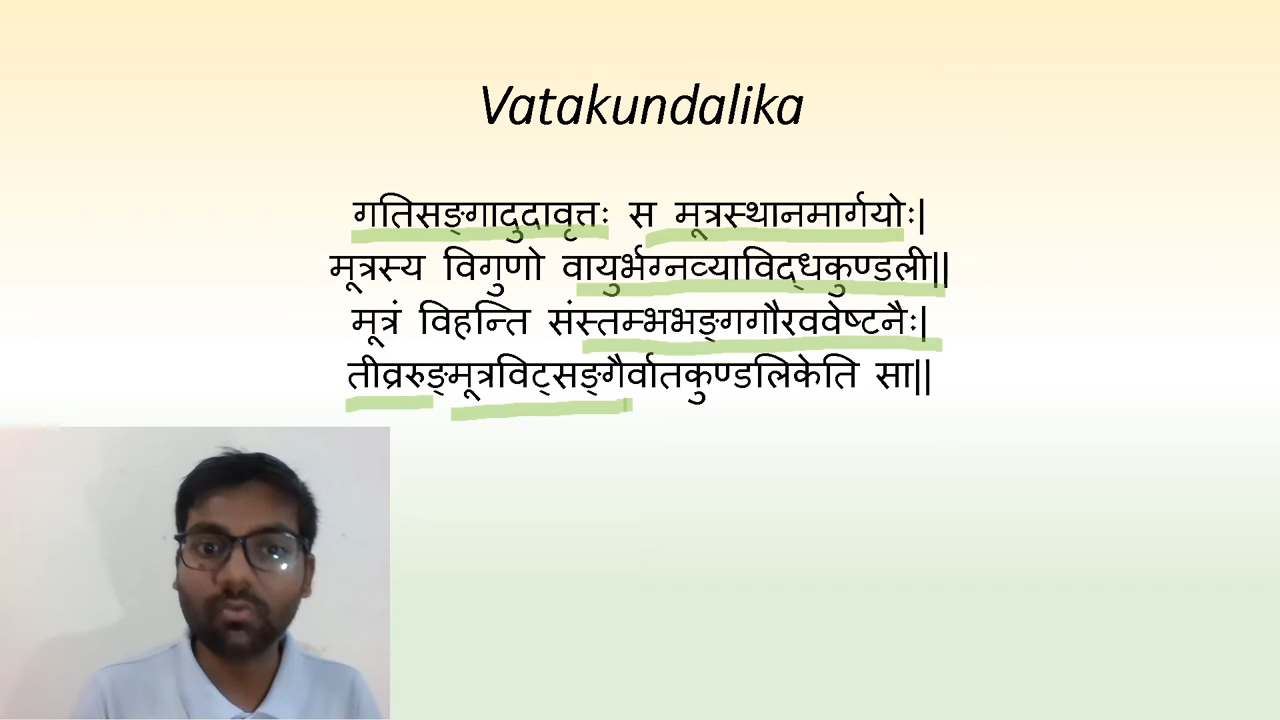 Vatakundalika
गतिसङ्गादुदावृत्तः स मूत्रस्थानमार्गयोः|
मूत्रस्य विगुणो वायुर्भग्नव्याविद्धकुण्डली||
मूत्रं विहन्ति संस्तम्भभङ्गगौरववेष्टनैः|
तीव्ररुङ्मूत्रविट्सङ्गैर्वातकुण्डलिकेति सा||